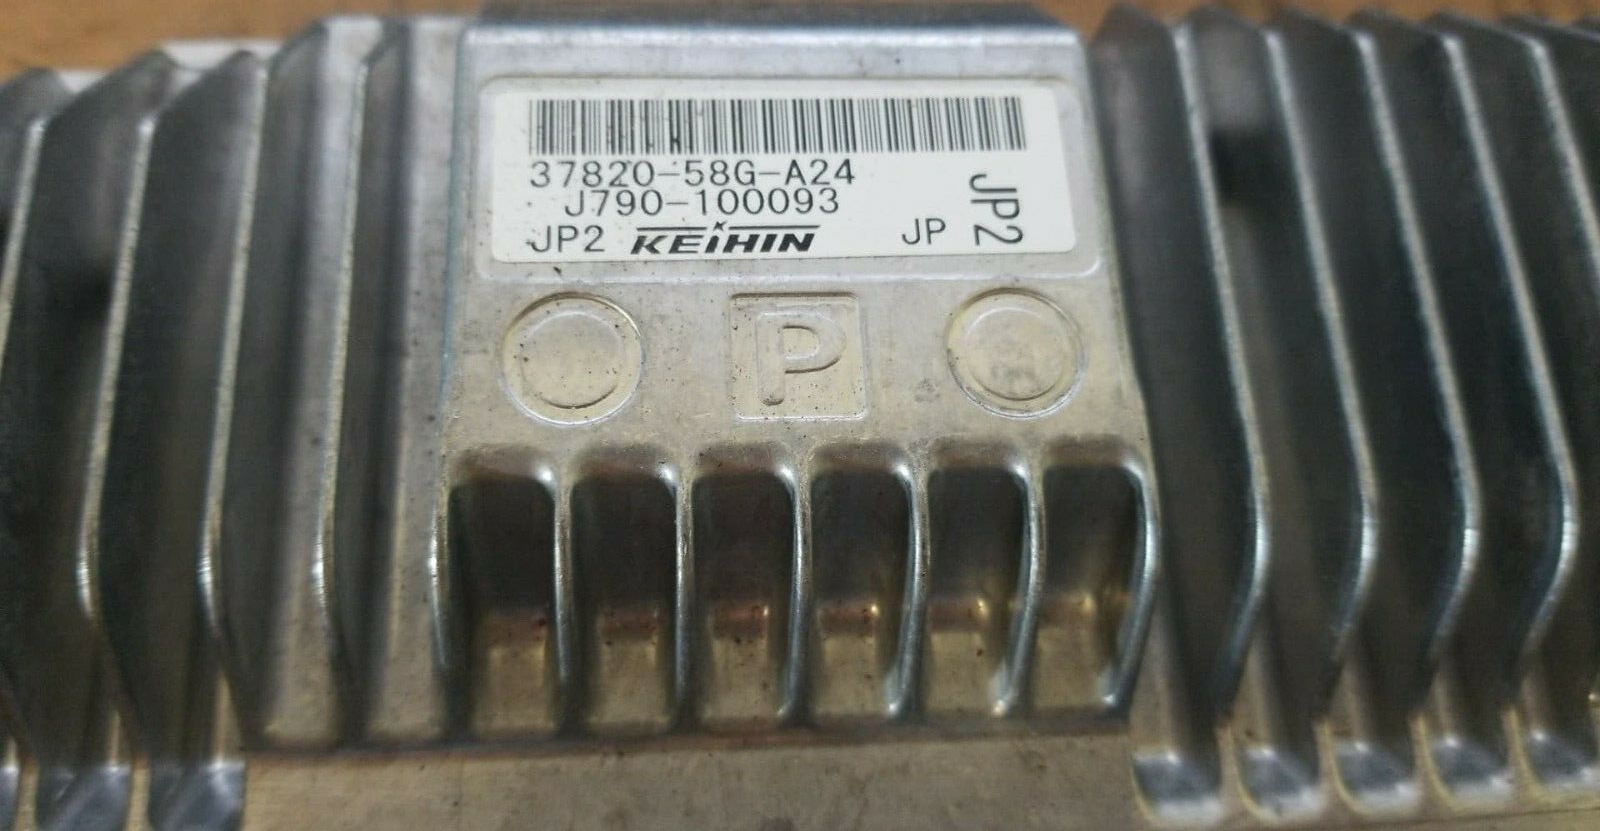 37820-58G-A24
J790-100093
JP2 KEIHIN JP
JP2
P